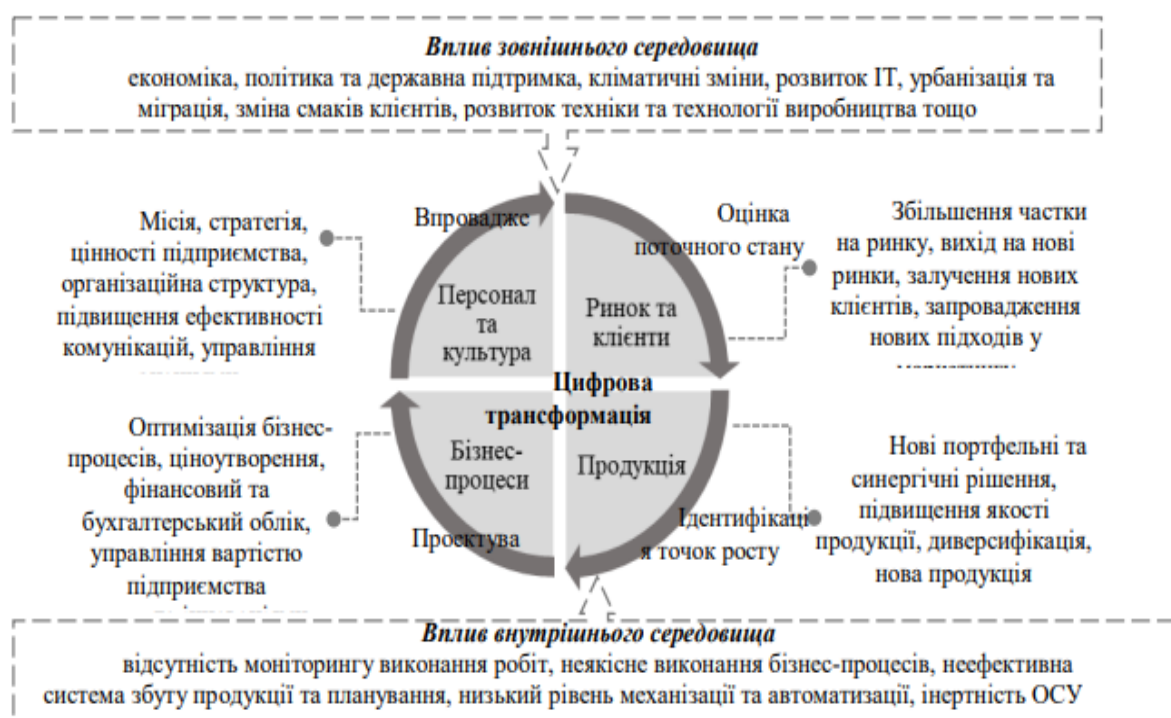 Вплив зовнішнього середовища
економіка, політика та державна підтримка, кліматичні зміни, розвиток ІТ, урбанізація та
міграція, зміна смаків клієнтів, розвиток техніки та технології виробництва тощо
Місія, стратегія,
цінності підприємства,
організаційна структура,
підвищення ефективності
комунікацій, управління
Впровадже
Оцінка
поточного стану
Збільшення частки
на ринку, вихід на нові
ринки, залучення нових
клієнтів, запровадження
нових підходів у
Персонал
та
культура
Ринок та
клієнти
Цифрова
трансформація
Оптимізація бізнес-
процесів, ціноутворення,
фінансовий та
бухгалтерський облік,
управління вартістю
підприємства
Бізнес-
процеси
Продукція
Проєктува
Ідентифікаці
я точок росту
Нові портфельні та
синергічні рішення,
підвищення якості
продукції, диверсифікація,
нова продукція
Вплив внутрішнього середовища
відсутність моніторингу виконання робіт, неякісне виконання бізнес-процесів, неефективна
система збуту продукції та планування, низький рівень механізації та автоматизації, інертність ОСУ